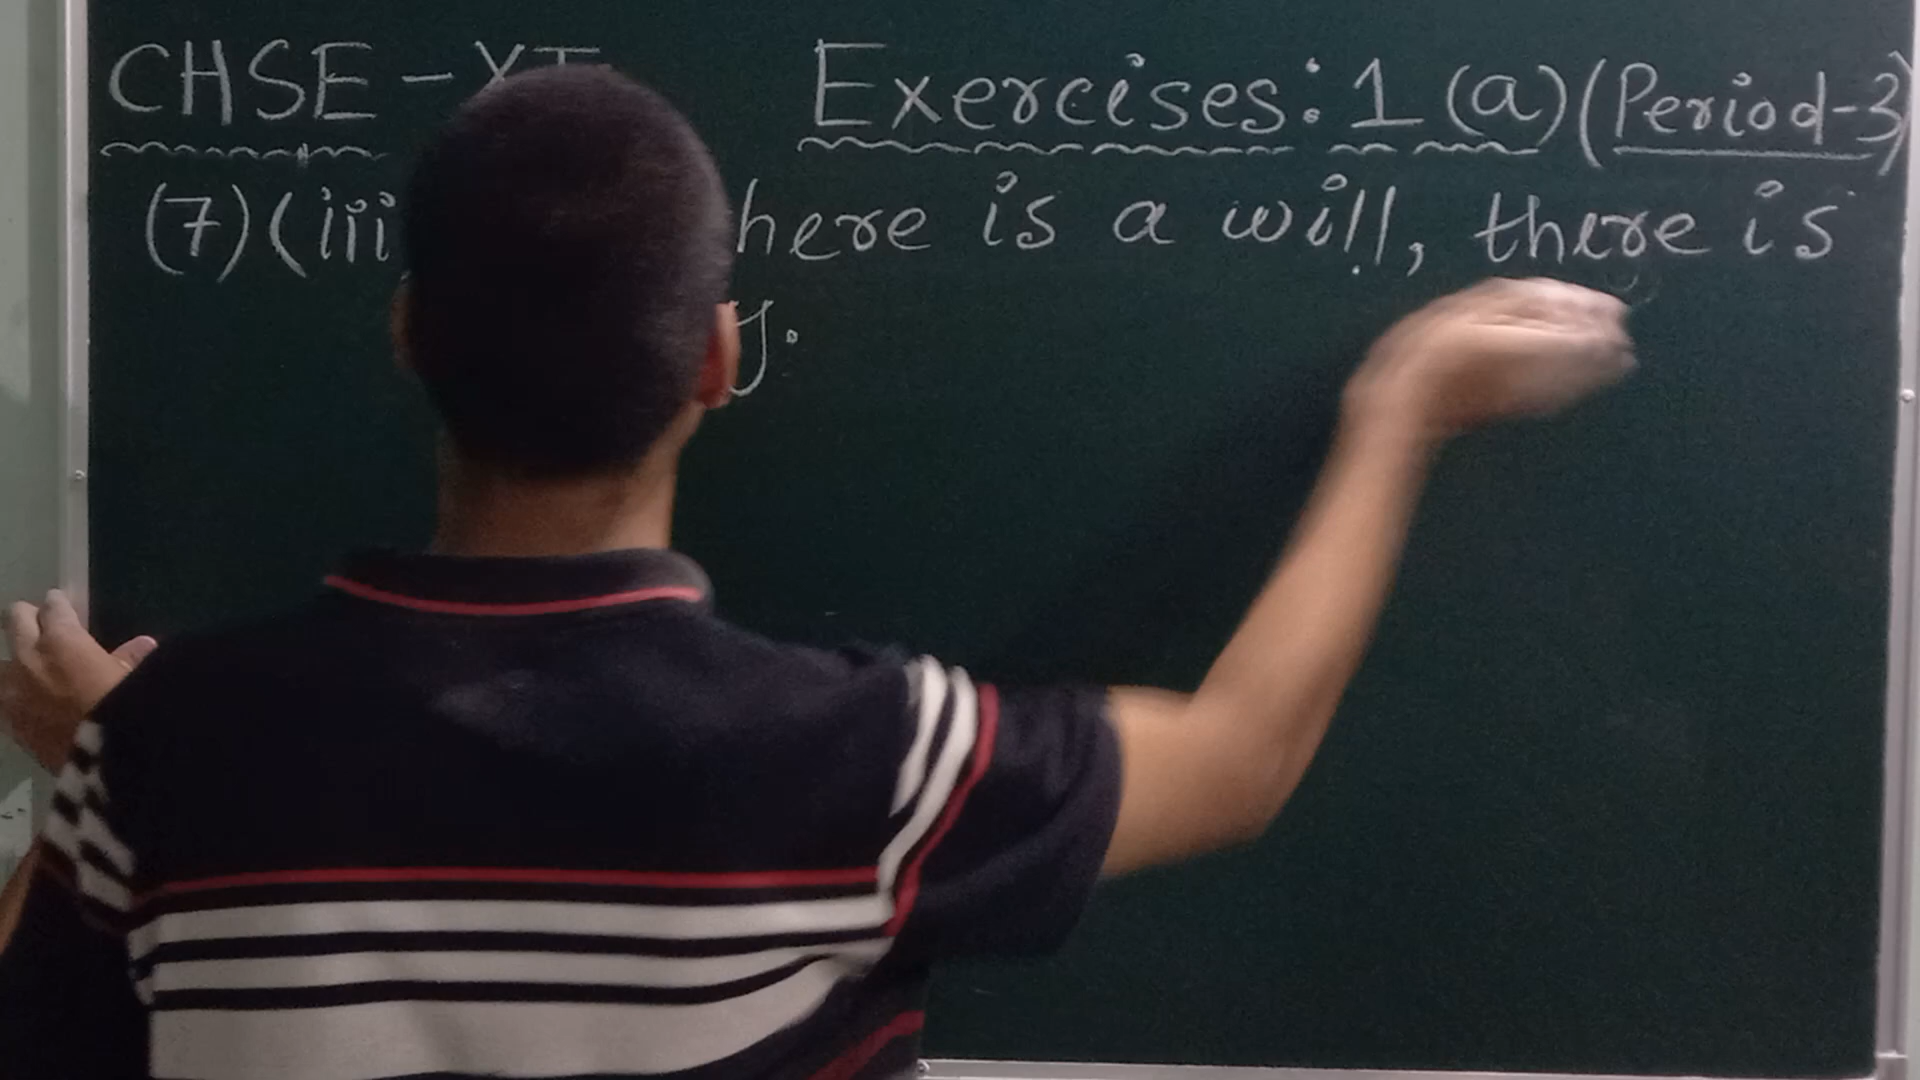 CHSE - XI Exercises: 1 (a) (Period-3)
(7) (iii here is a will, there is
y.